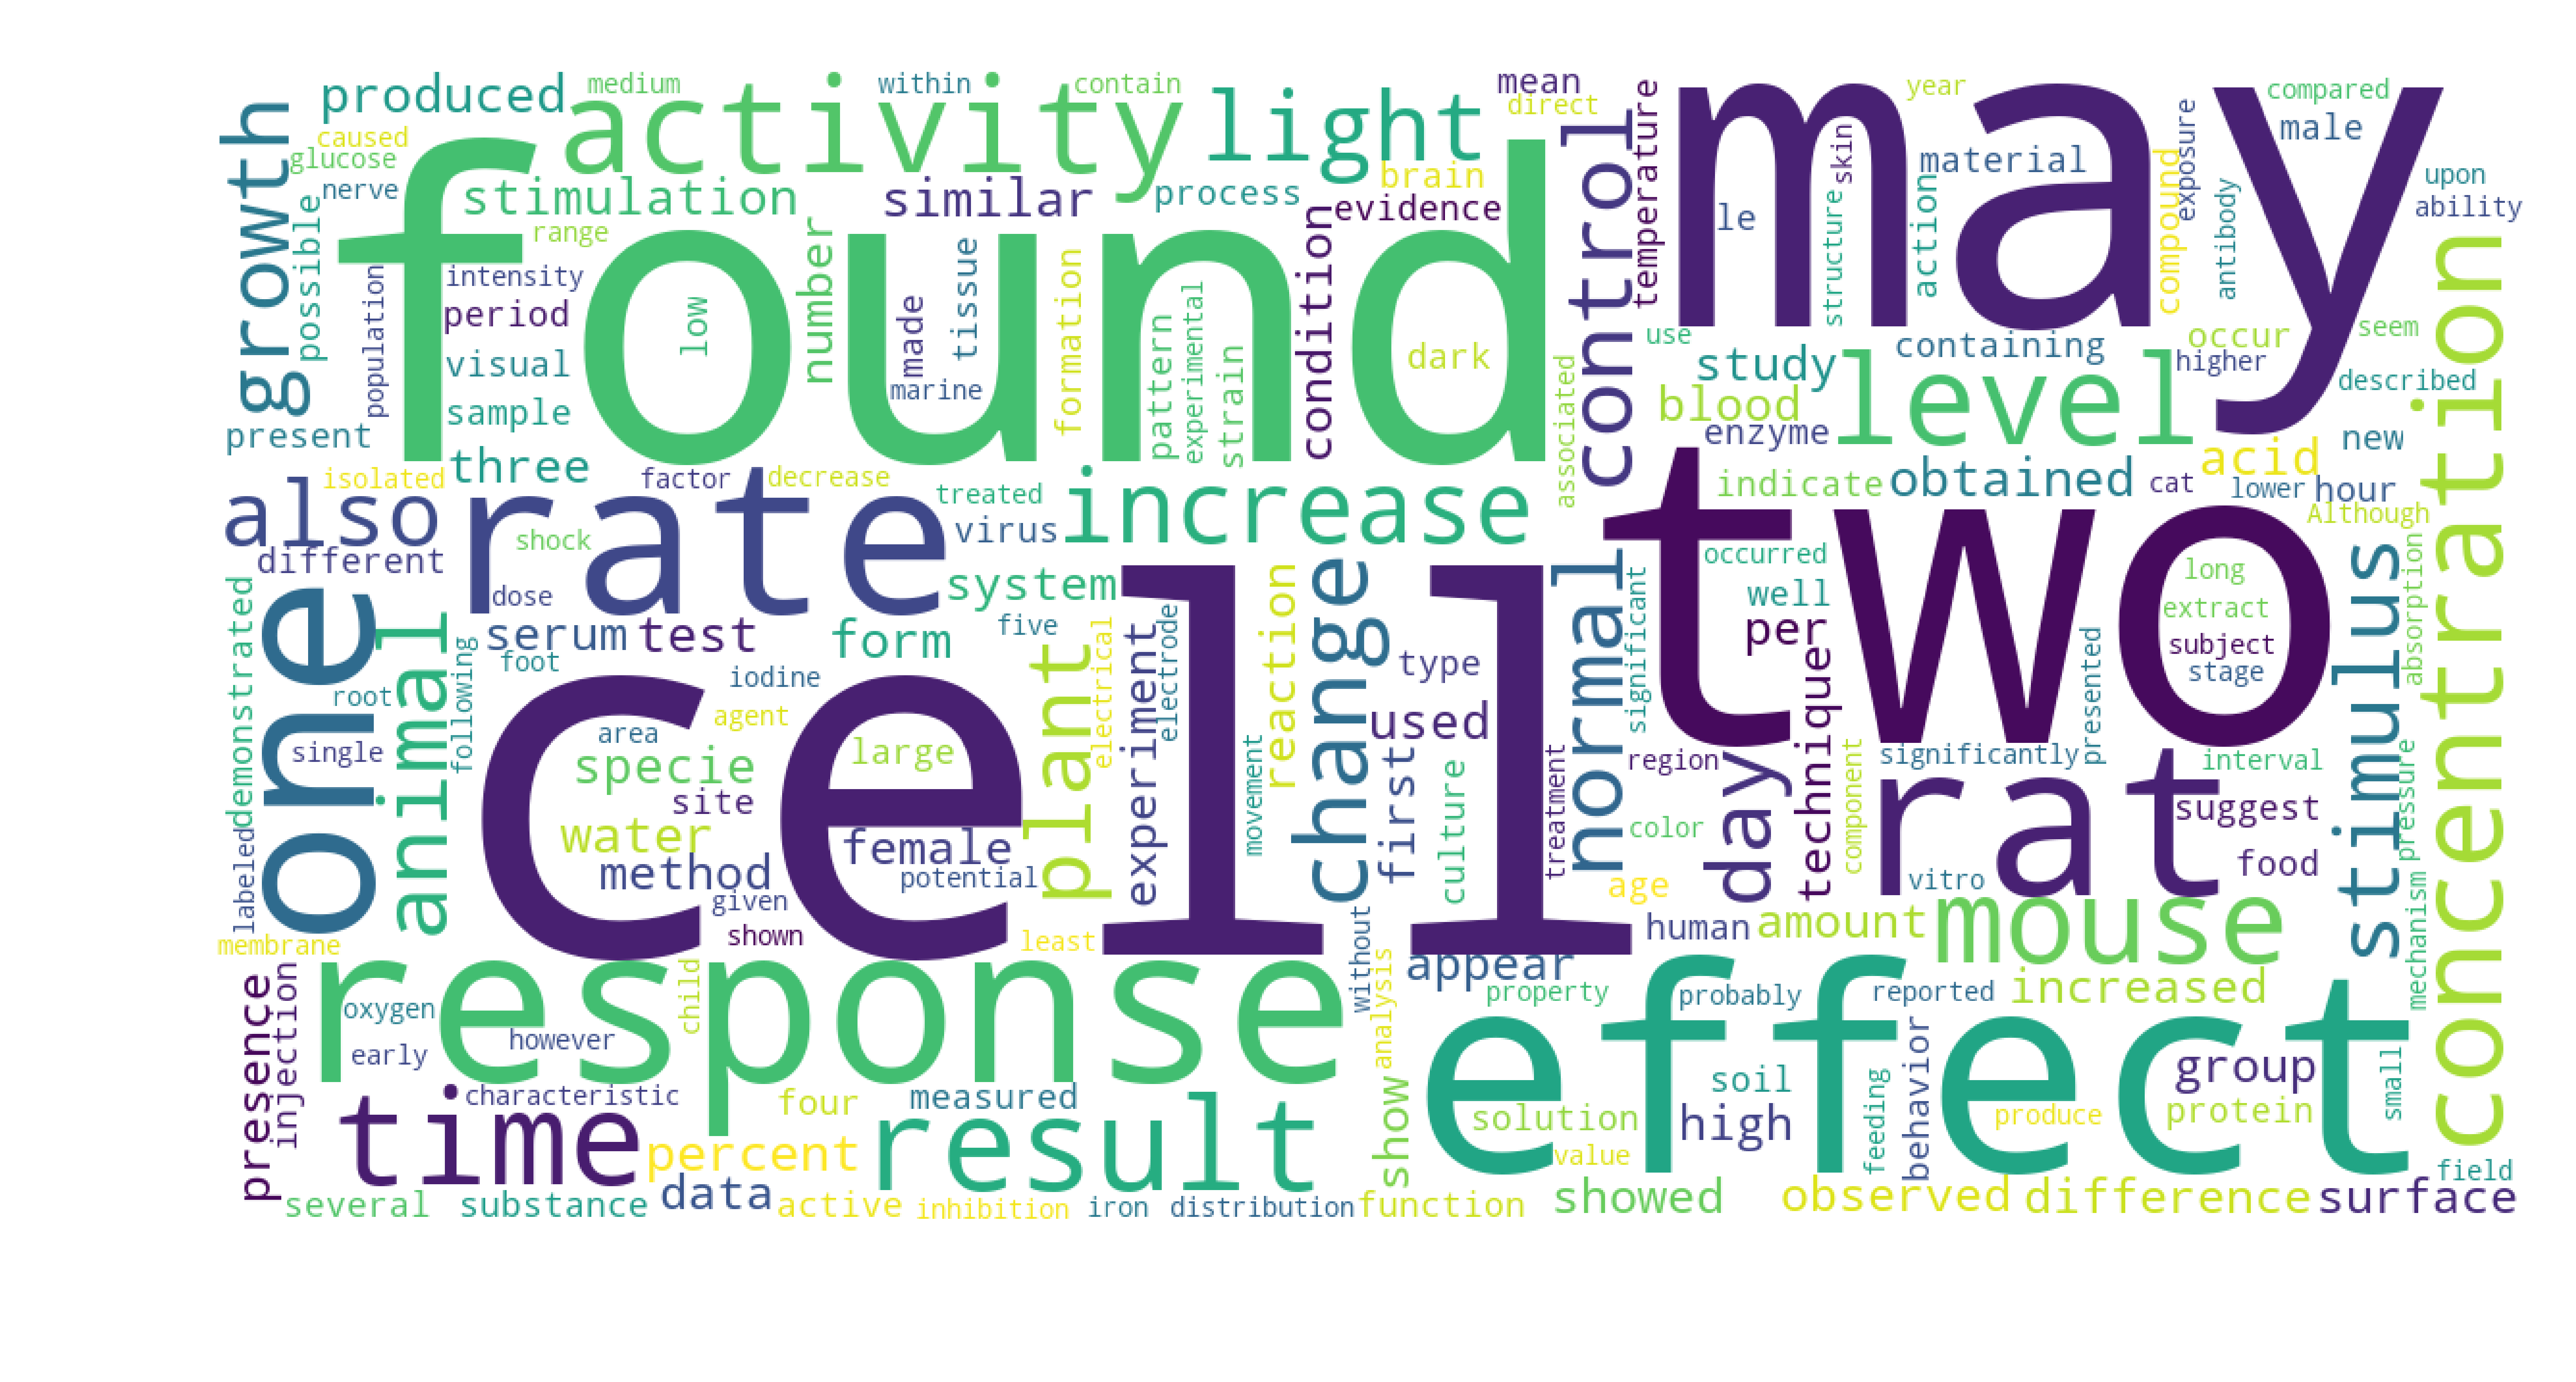 produced
medium
activity
within
contain
light
mean
direct
may
year
compared
male
caused
glucose
nerve
growth
possible
found
stimulation
similar
process
brain
evidence
control
temperature
le
skin
structure
material
action
compound
exposure
antibody
upon
ability
range
intensity
population
period
visual
sample
present
low
number
made
tissue
marine
formation
pattern
experimental
strain
condition
dark
associated
use
study
containing
occur
seem
higher
described
blood
level
enzyme
new
concentration
three
isolated
also
different
rate
factor
decrease
treated
virus
increase
indicate
obtained
cat
acid
lower
hour
Although
shock
dose
system
two
occurred
well
per
long
extract
subject
stage
absorption
stimulus
one
demonstrated
animal
following
root
single
labeled
membrane
serum
test
foot
form
five
iodine
agent
area
specie
site
water
method
large
female
potential
given
shown
cell
plant
electrical
experiment
electrode
reaction
movement
change
type
used
first
culture
treatment
normal
significant
region
color
age
day
technique
component
significantly
presented
rat
interval
suggest
food
pressure
mechanism
vitro
human
amount
mouse
least
without
appear
response
oxygen
early
however
child
analysis
property
probably
reported
increased
presence
injection
time
characteristic
four
measured
result
show
effect
solution
value
soil
high
feeding
behavior
produce
group
protein
small
percent
several
substance
data
active
inhibition
iron
distribution
function
showed
observed
difference
surface
field